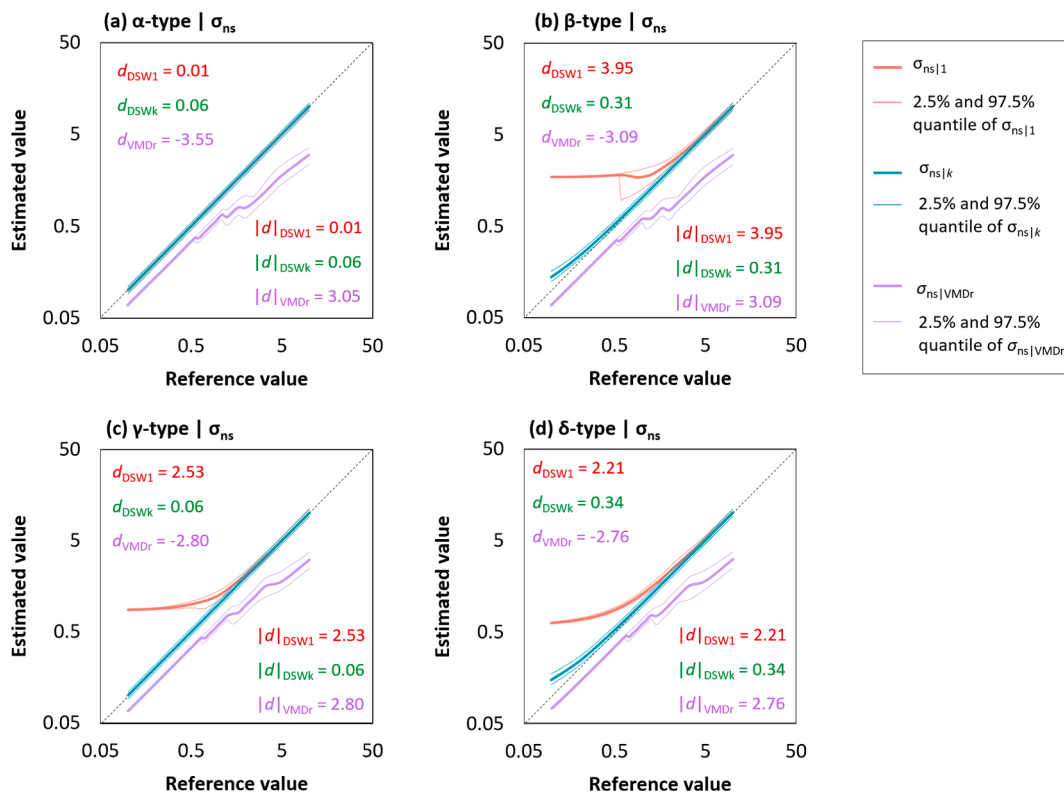 (a) α-type | σns
50
5
0.5
0.05
Estimated value
dDSW1 = 0.01
dDSWk = 0.06
dVMDr = -3.55
|d|DSW1 = 0.01
|d|DSWk = 0.06
|d|VMDr = 3.05
0.05
0.5
5
50
Reference value
(b) β-type | σns
50
5
0.5
0.05
Estimated value
dDSW1 = 3.95
dDSWk = 0.31
dVMDr = -3.09
|d|DSW1 = 3.95
|d|DSWk = 0.31
|d|VMDr = 3.09
0.05
0.5
5
50
Reference value
σns|1
2.5% and 97.5%
quantile of σns|1
σns|k
2.5% and 97.5%
quantile of σns|k
σns|VMDr
2.5% and 97.5%
quantile of σns|VMDr
(c) γ-type | σns
50
5
0.5
0.05
Estimated value
dDSW1 = 2.53
dDSWk = 0.06
dVMDr = -2.80
|d|DSW1 = 2.53
|d|DSWk = 0.06
|d|VMDr = 2.80
0.05
0.5
5
50
Reference value
(d) δ-type | σns
50
5
0.5
0.05
Estimated value
dDSW1 = 2.21
dDSWk = 0.34
dVMDr = -2.76
|d|DSW1 = 2.21
|d|DSWk = 0.34
|d|VMDr = 2.76
0.05
0.5
5
50
Reference value